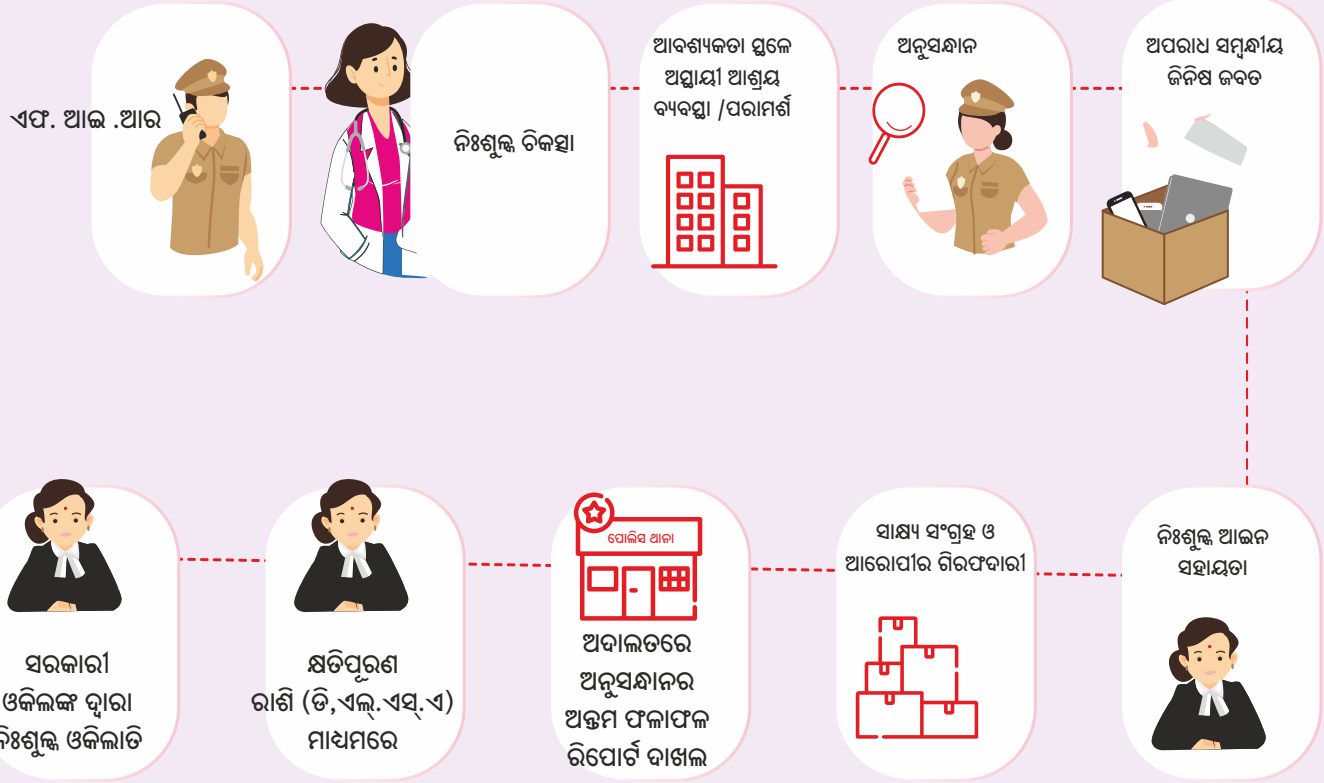 ଏଫ. ଆଇ .ଆର
ନିଃଶୁଳ୍କ ଚିକତ୍ସା
ଆବଶ୍ୟକତା ସ୍ଥଳେ
ଅସ୍ଥାୟୀ ଆଶ୍ରୟ
ବ୍ୟବସ୍ଥା /ପରାମର୍ଶ
ଅନୁସନ୍ଧାନ
ଅପରାଧ ସମ୍ବନ୍ଧୀୟ
ଜିନିଷ ଜବତ
ନିଃଶୁଳ୍କ ଆଇନ
ସହାୟତା
ସାକ୍ଷ୍ୟ ସଂଗ୍ରହ ଓ
ଆରୋପୀର ଗିରଫଦାରୀ
ପୋଲିସ ଥାନା
ଅଦାଲତରେ
ଅନୁସନ୍ଧାନର
ଅନ୍ତମ ଫଳାଫଳ
ରିପୋର୍ଟ ଦାଖଲ
କ୍ଷତିପୂରଣ
ରାଶି (ଡି,ଏଲ୍.ଏସ୍.ଏ)
ମାଧ୍ୟମରେ
ସରକାରୀ
ଓକିଲଙ୍କ ଦ୍ୱାରା
ନିଃଶୁଳ୍କ ଓକିଲାତି